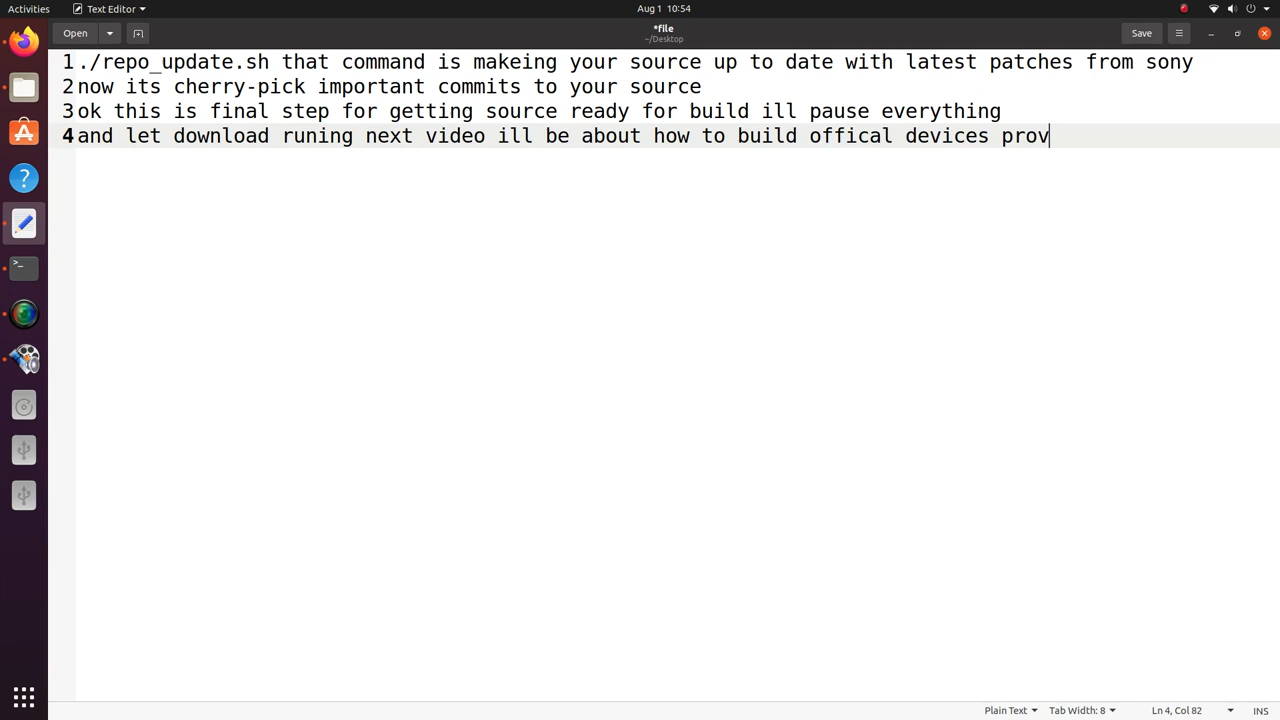 Activities
Text Editor
Aug 1 10:54
Open
*file
~/Desktop
Save
1 ./repo_update.sh that command is makeing your source up to date with latest patches from sony
2 now its cherry-pick important commits to your source
3 ok this is final step for getting source ready for build ill pause everything
4 and let download runing next video ill be about how to build offical devices prov
Plain Text
Tab Width: 8
Ln 4, Col 82
INS